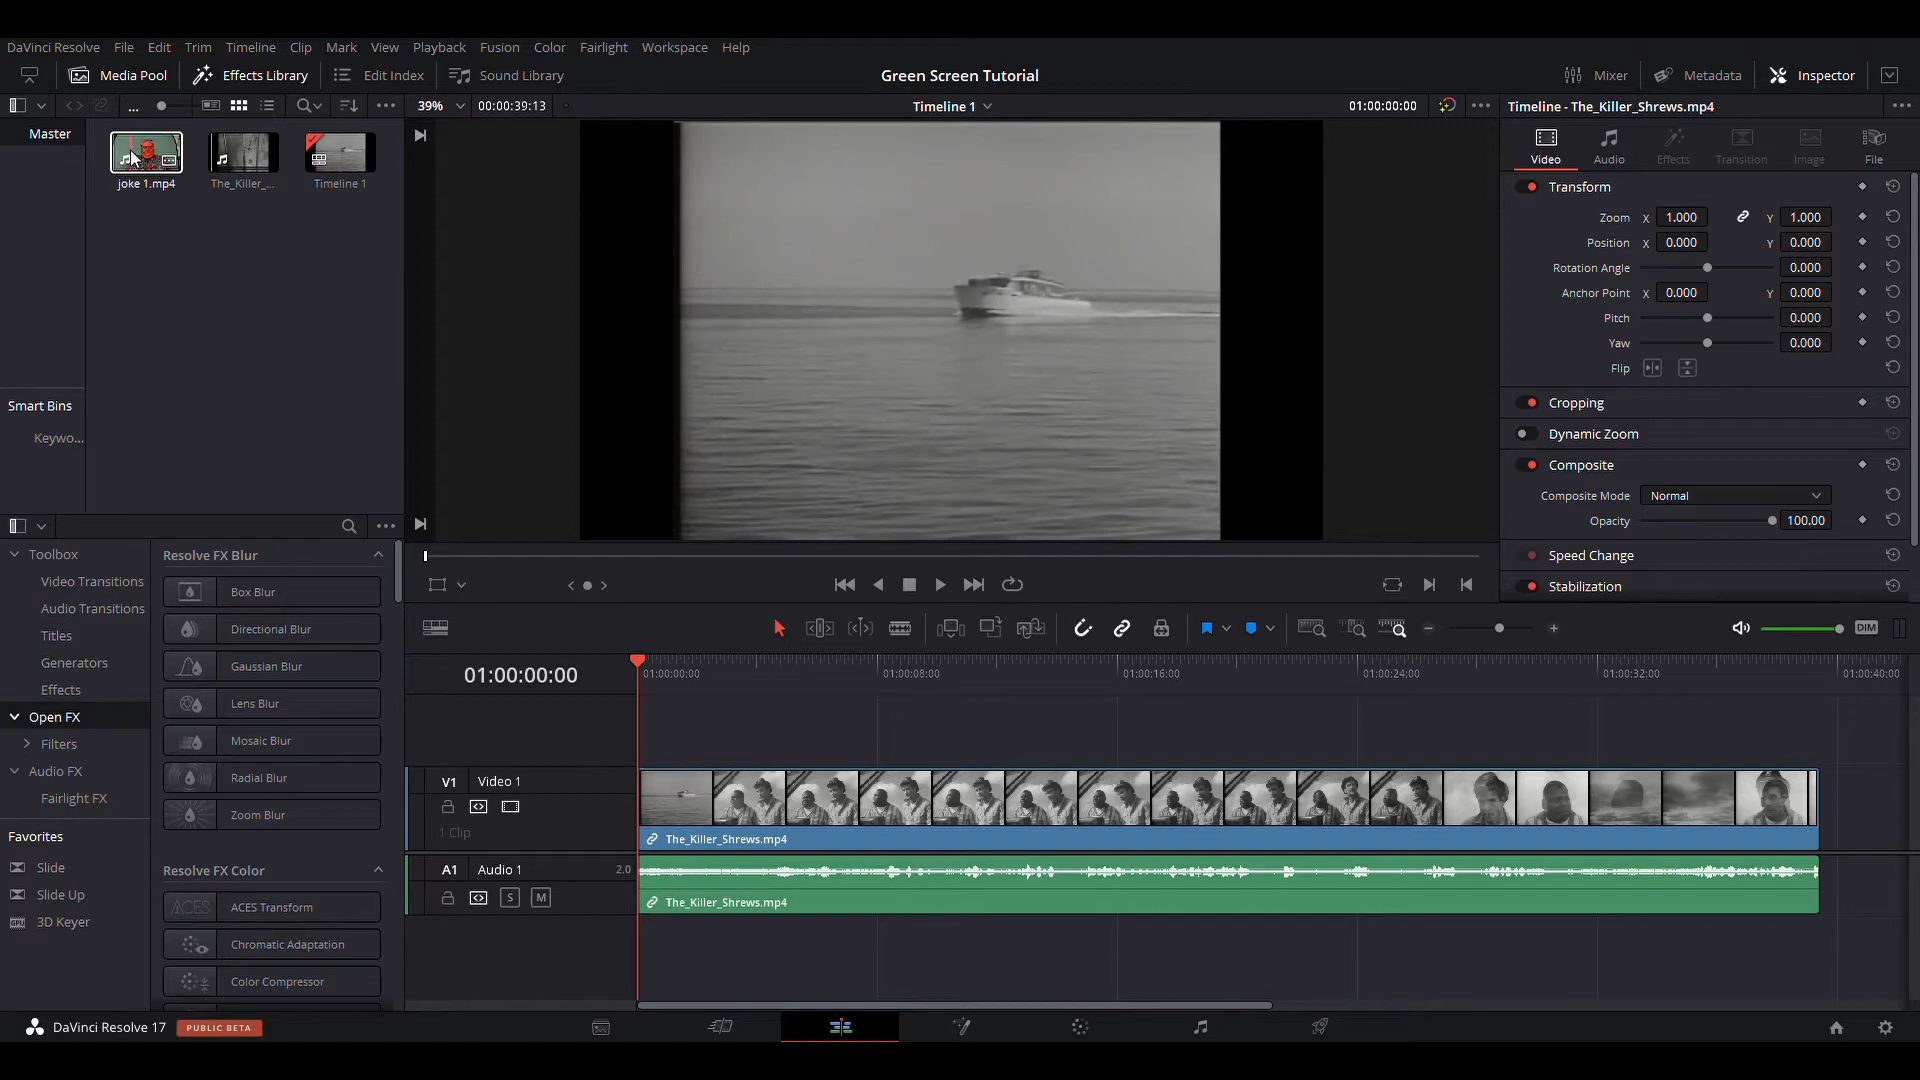 DaVinci Resolve File Edit Trim Timeline Clip Mark View Playback Fusion Color Fairlight Workspace Help
Media Pool Effects Library Edit Index Sound Library Green Screen Tutorial Mixer Metadata Inspector
... 39% 00:00:39:13 Timeline 1 01:00:00:00 Timeline - The_Killer_Shrews.mp4
Master
joke 1.mp4 The_Killer_... Timeline 1
Video Audio Effects Transition Image File
Transform
Zoom X 1.000 Y 1.000
Position X 0.000 Y 0.000
Rotation Angle 0.000
Anchor Point X 0.000 Y 0.000
Pitch 0.000
Yaw 0.000
Flip
Cropping
Dynamic Zoom
Composite
Composite Mode Normal
Opacity 100.00
Speed Change
Stabilization
Smart Bins
Keywo...
Toolbox
Video Transitions
Audio Transitions
Titles
Generators
Effects
Open FX
Filters
Audio FX
Fairlight FX
Favorites
Slide
Slide Up
3D Keyer
Resolve FX Blur
Box Blur
Directional Blur
Gaussian Blur
Lens Blur
Mosaic Blur
Radial Blur
Zoom Blur
Resolve FX Color
ACES ACES Transform
Chromatic Adaptation
Color Compressor
DIM
01:00:00:00 01:00:00:00 01:00:08:00 01:00:16:00 01:00:24:00 01:00:32:00 01:00:40:00
V1 Video 1
1 Clip
The_Killer_Shrews.mp4
A1 Audio 1 2.0
S M
The_Killer_Shrews.mp4
DaVinci Resolve 17 PUBLIC BETA